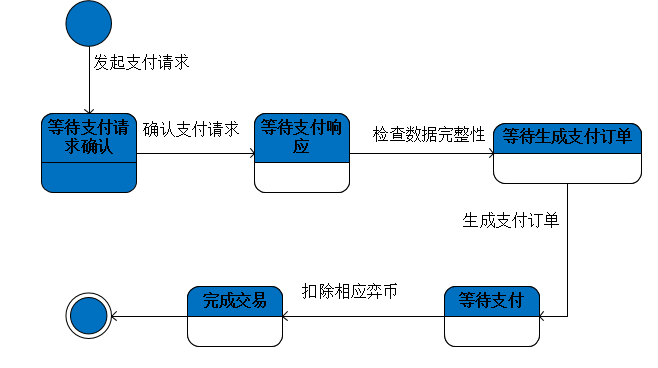 发起支付请求
等待支付请
求确认
确认支付请求
等待支付响
应
检查数据完整性
等待生成支付订单
生成支付订单
等待支付
扣除相应弈币
完成交易